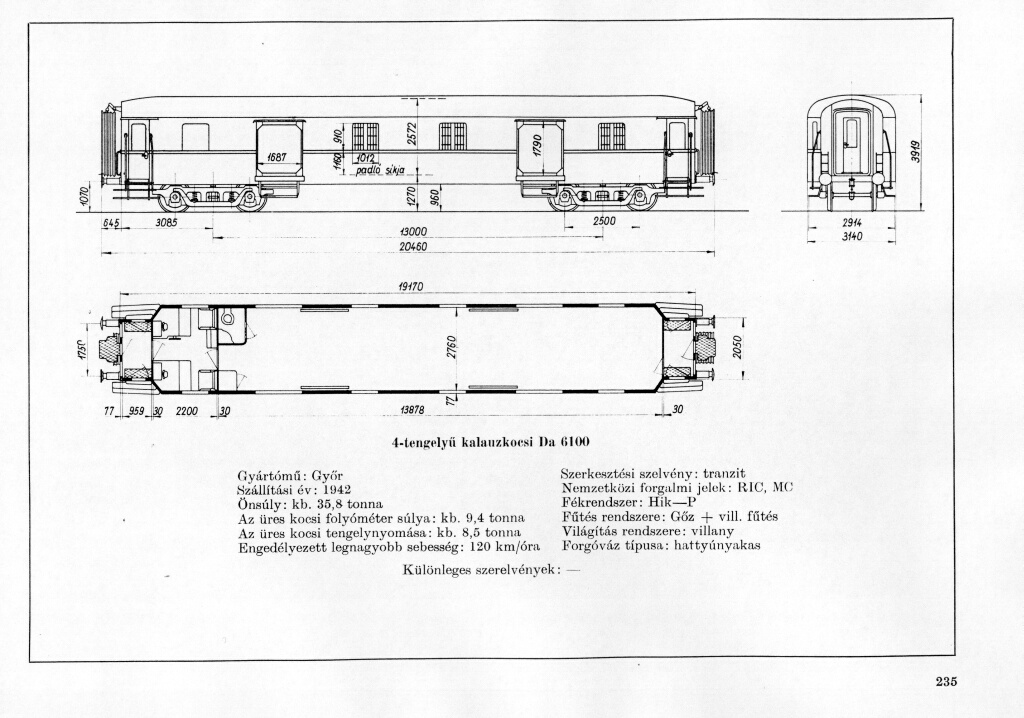 910
2572
1687
1012
1160
padló síkja
1790
1070
1270
960
3919
645
3085
2500
13000
20460
2914
3140
19170
1750
2760
2050
77
959
30
2200
30
13878
77
30
4-tengelyű kalauzkocsi Da 6100
Gyártómű: Győr
Szállítási év: 1942
Önsúly: kb. 35,8 tonna
Az üres kocsi folyóméter súlya: kb. 9,4 tonna
Az üres kocsi tengelynyomása: kb. 8,5 tonna
Engedélyezett legnagyobb sebesség: 120 km/óra
Szerkesztési szelvény: tranzit
Nemzetközi forgalmi jelek: RIC, MC
Fékrendszer: Hik—P
Fűtés rendszere: Gőz + vill. fűtés
Világítás rendszere: villany
Forgóváz típusa: hattyúnyakas
Különleges szerelvények: —
235